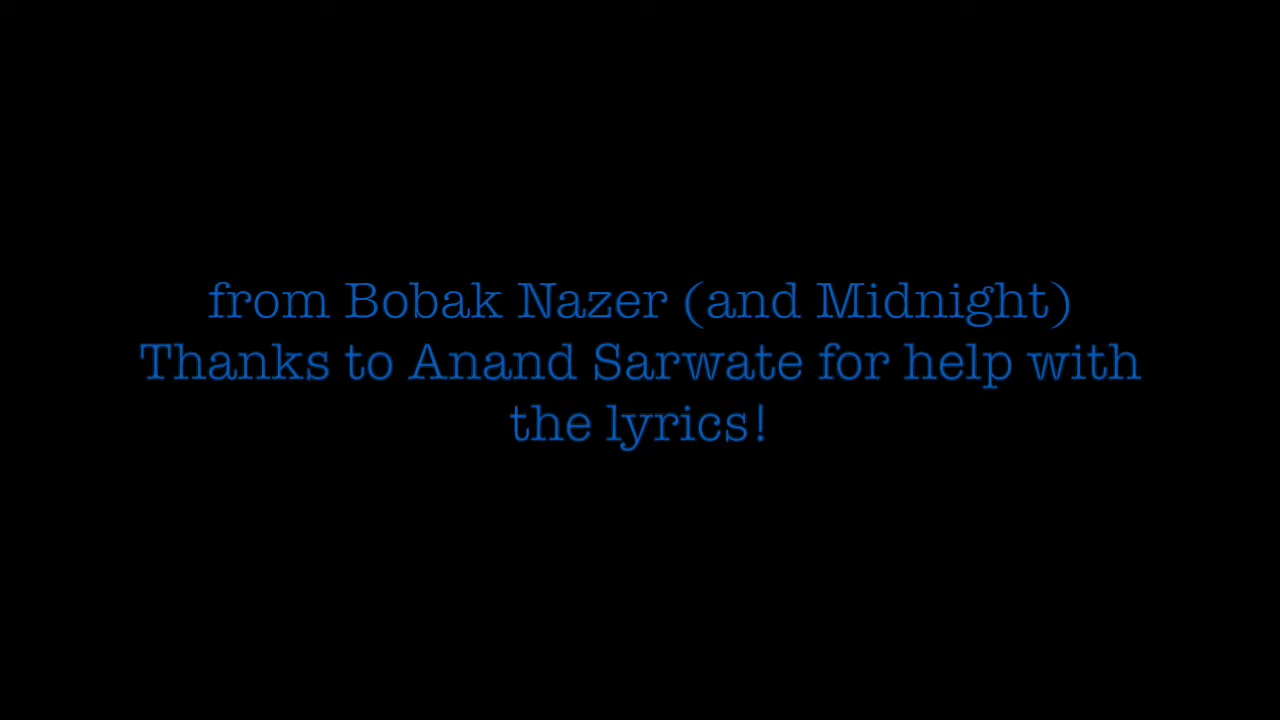 from Bobak Nazer (and Midnight)
Thanks to Anand Sarwate for help with
the lyrics!